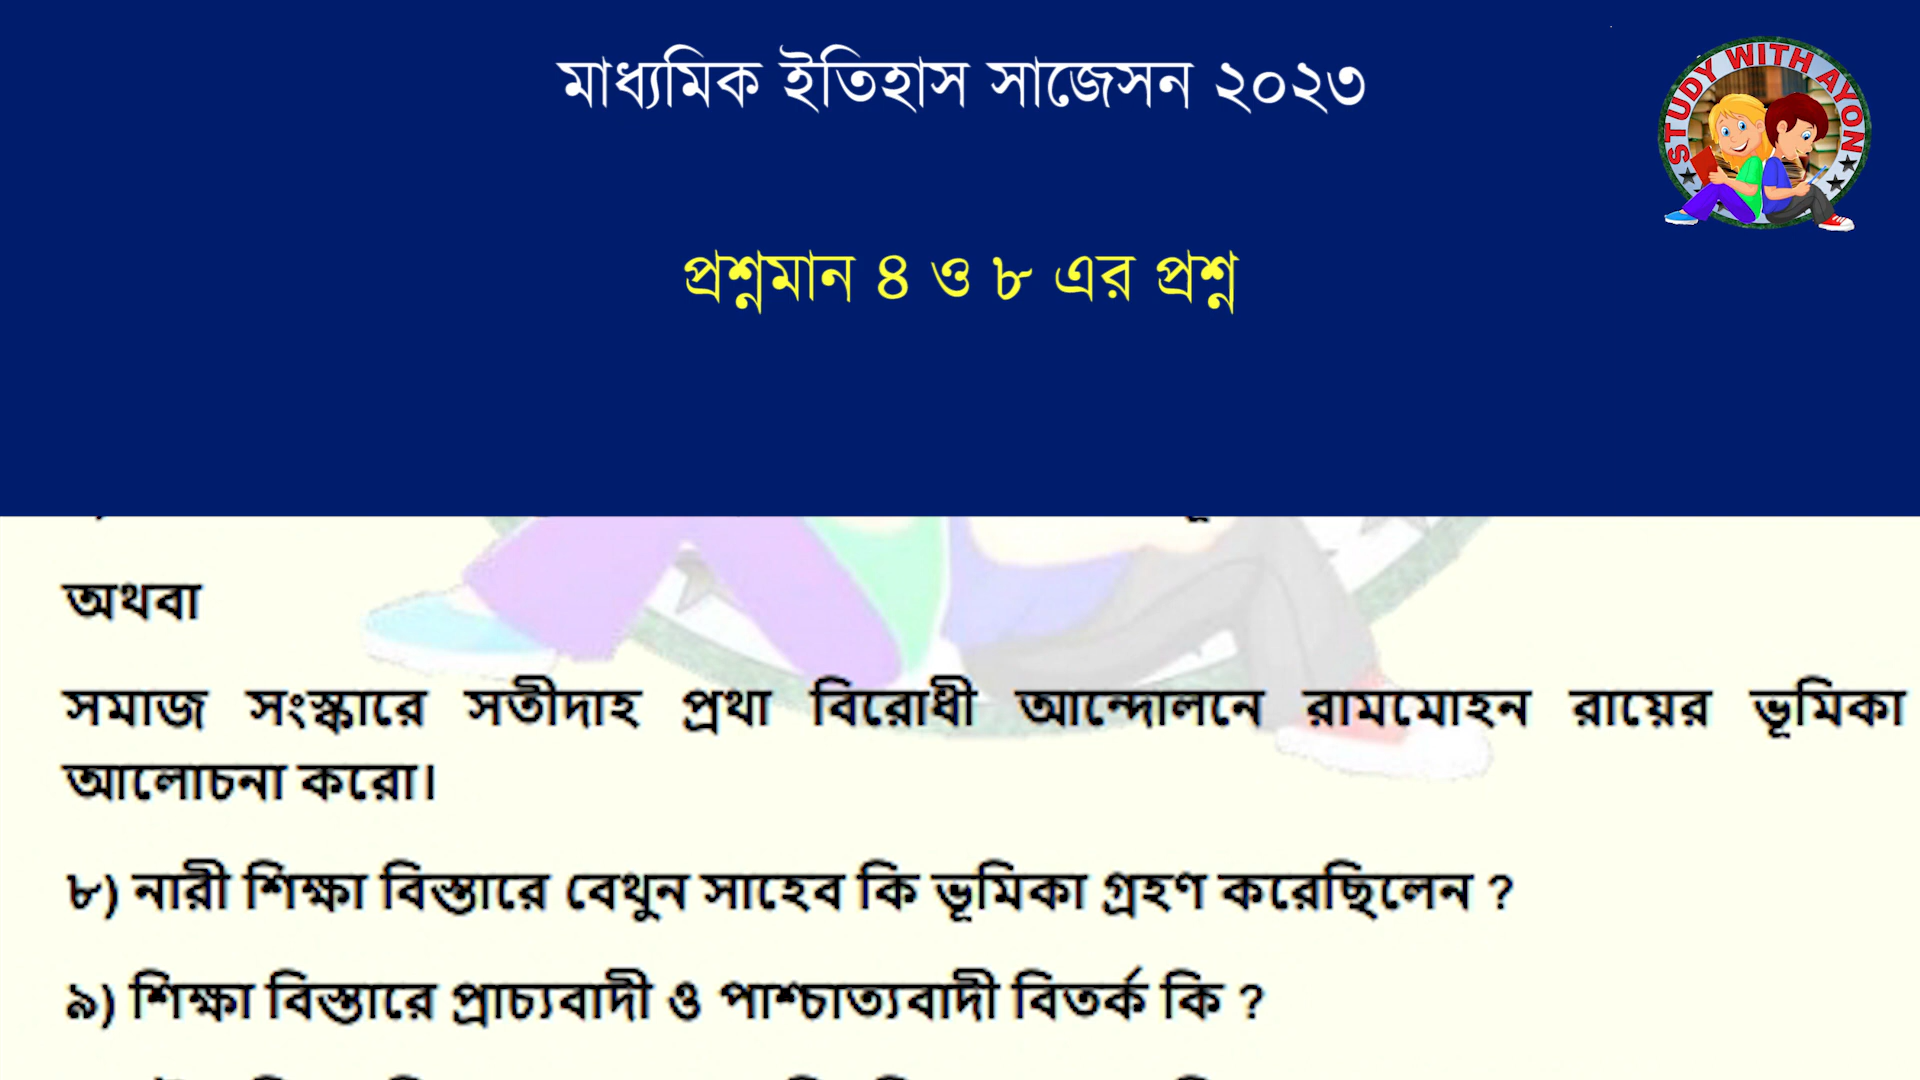 মাধ্যমিক ইতিহাস সাজেসন ২০২৩
STUDY WITH AYON
প্রশ্নমান ৪ ও ৮ এর প্রশ্ন
অথবা
সমাজ সংস্কারে সতীদাহ প্রথা বিরোধী আন্দোলনে রামমোহন রায়ের ভূমিকা
আলোচনা করো।
৮) নারী শিক্ষা বিস্তারে বেথুন সাহেব কি ভূমিকা গ্রহণ করেছিলেন ?
৯) শিক্ষা বিস্তারে প্রাচ্যবাদী ও পাশ্চাত্যবাদী বিতর্ক কি ?